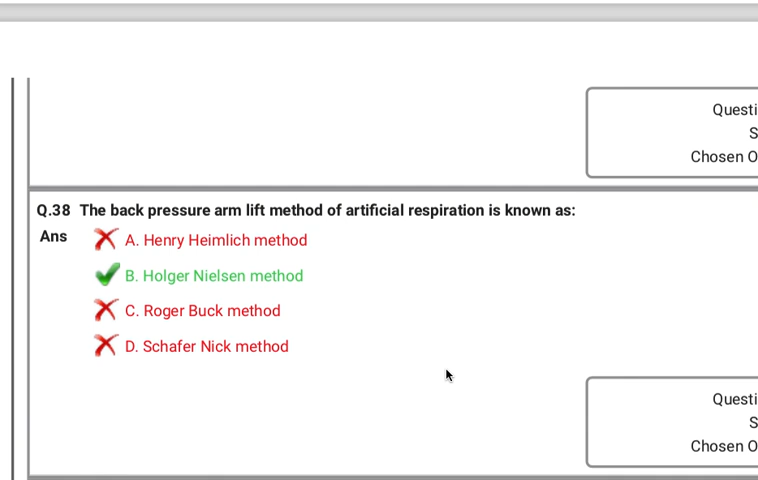 Questi
S
Chosen O
Q.38 The back pressure arm lift method of artificial respiration is known as:
Ans A. Henry Heimlich method
B. Holger Nielsen method
C. Roger Buck method
D. Schafer Nick method
Questi
S
Chosen O